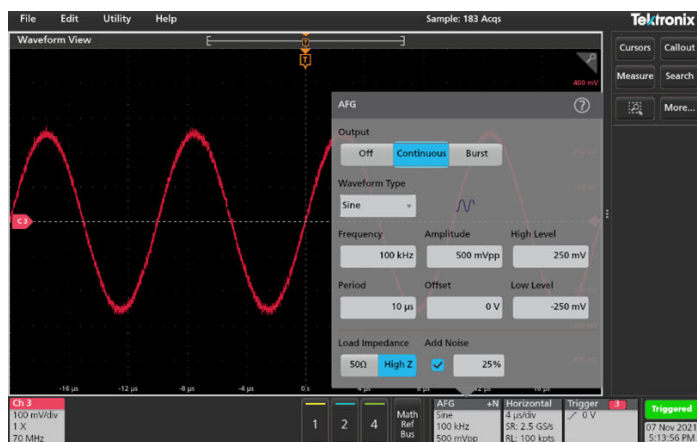 File Edit Utility Help Sample: 183 Acqs Tektronix
Waveform View
T
T
400 mV
Cursors Callout
Measure Search
More...
AFG ?
Output
Off Continuous Burst
Waveform Type
Sine
Frequency Amplitude High Level
100 kHz 500 mVpp 250 mV
Period Offset Low Level
10 µs 0 V -250 mV
Load Impedance Add Noise
50Ω High Z 25%
C3
-16 µs -12 µs -8 µs -4 µs 0 s 12 µs
Ch 3
100 mV/div
1 X
70 MHz
1 2 4
Math
Ref
Bus
AFG +N
Sine
100 kHz
500 mVpp
Horizontal
4 µs/div
SR: 2.5 GS/s
RL: 100 kpts
Trigger 3
0 V
Triggered
07 Nov 202
5:13:56 PM